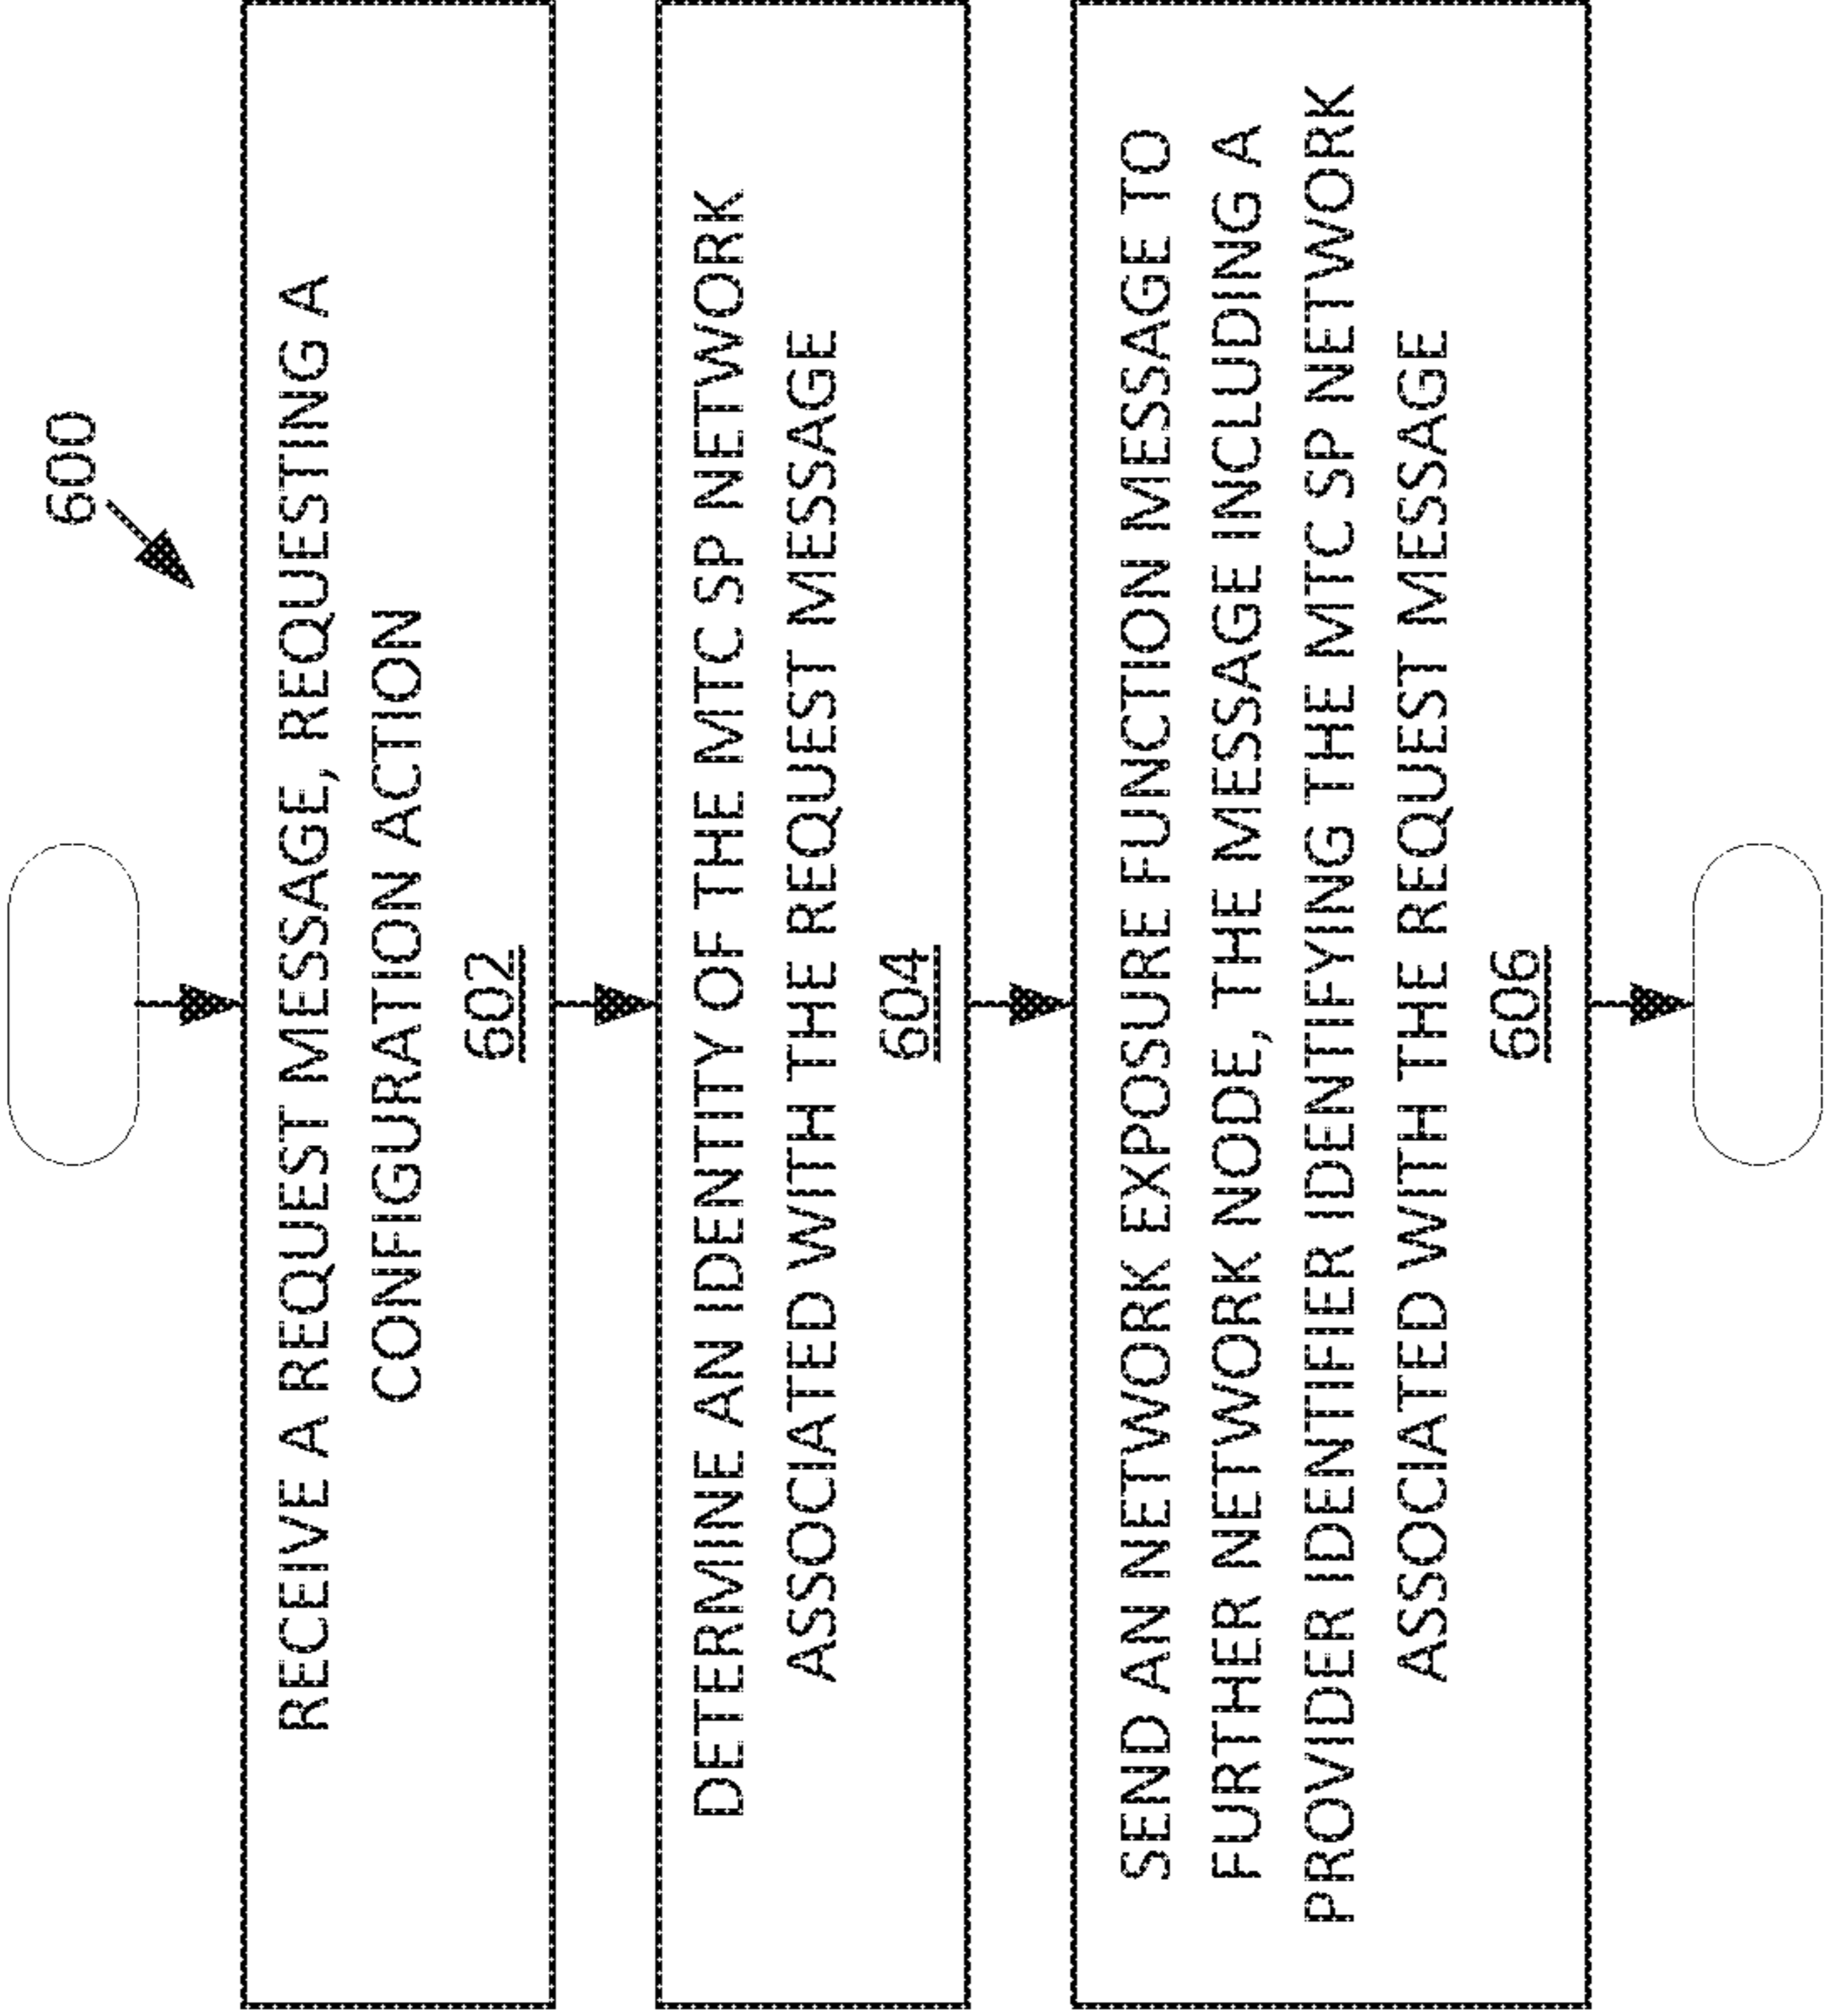 600
RECEIVE A REQUEST MESSAGE, REQUESTING A
CONFIGURATION ACTION
602
DETERMINE AN IDENTITY OF THE MTC SP NETWORK
ASSOCIATED WITH THE REQUEST MESSAGE
604
SEND AN NETWORK EXPOSURE FUNCTION MESSAGE TO
FURTHER NETWORK NODE, THE MESSAGE INCLUDING A
PROVIDER IDENTIFIER IDENTIFYING THE MTC SP NETWORK
ASSOCIATED WITH THE REQUEST MESSAGE
606